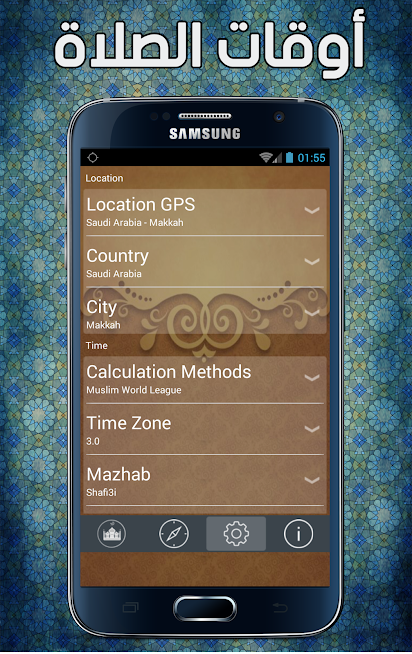 أوقات الصلاة
SAMSUNG
01:55
Location
Location GPS
Saudi Arabia - Makkah
Country
Saudi Arabia
City
Makkah
Time
Calculation Methods
Muslim World League
Time Zone
3.0
Mazhab
Shafi3i